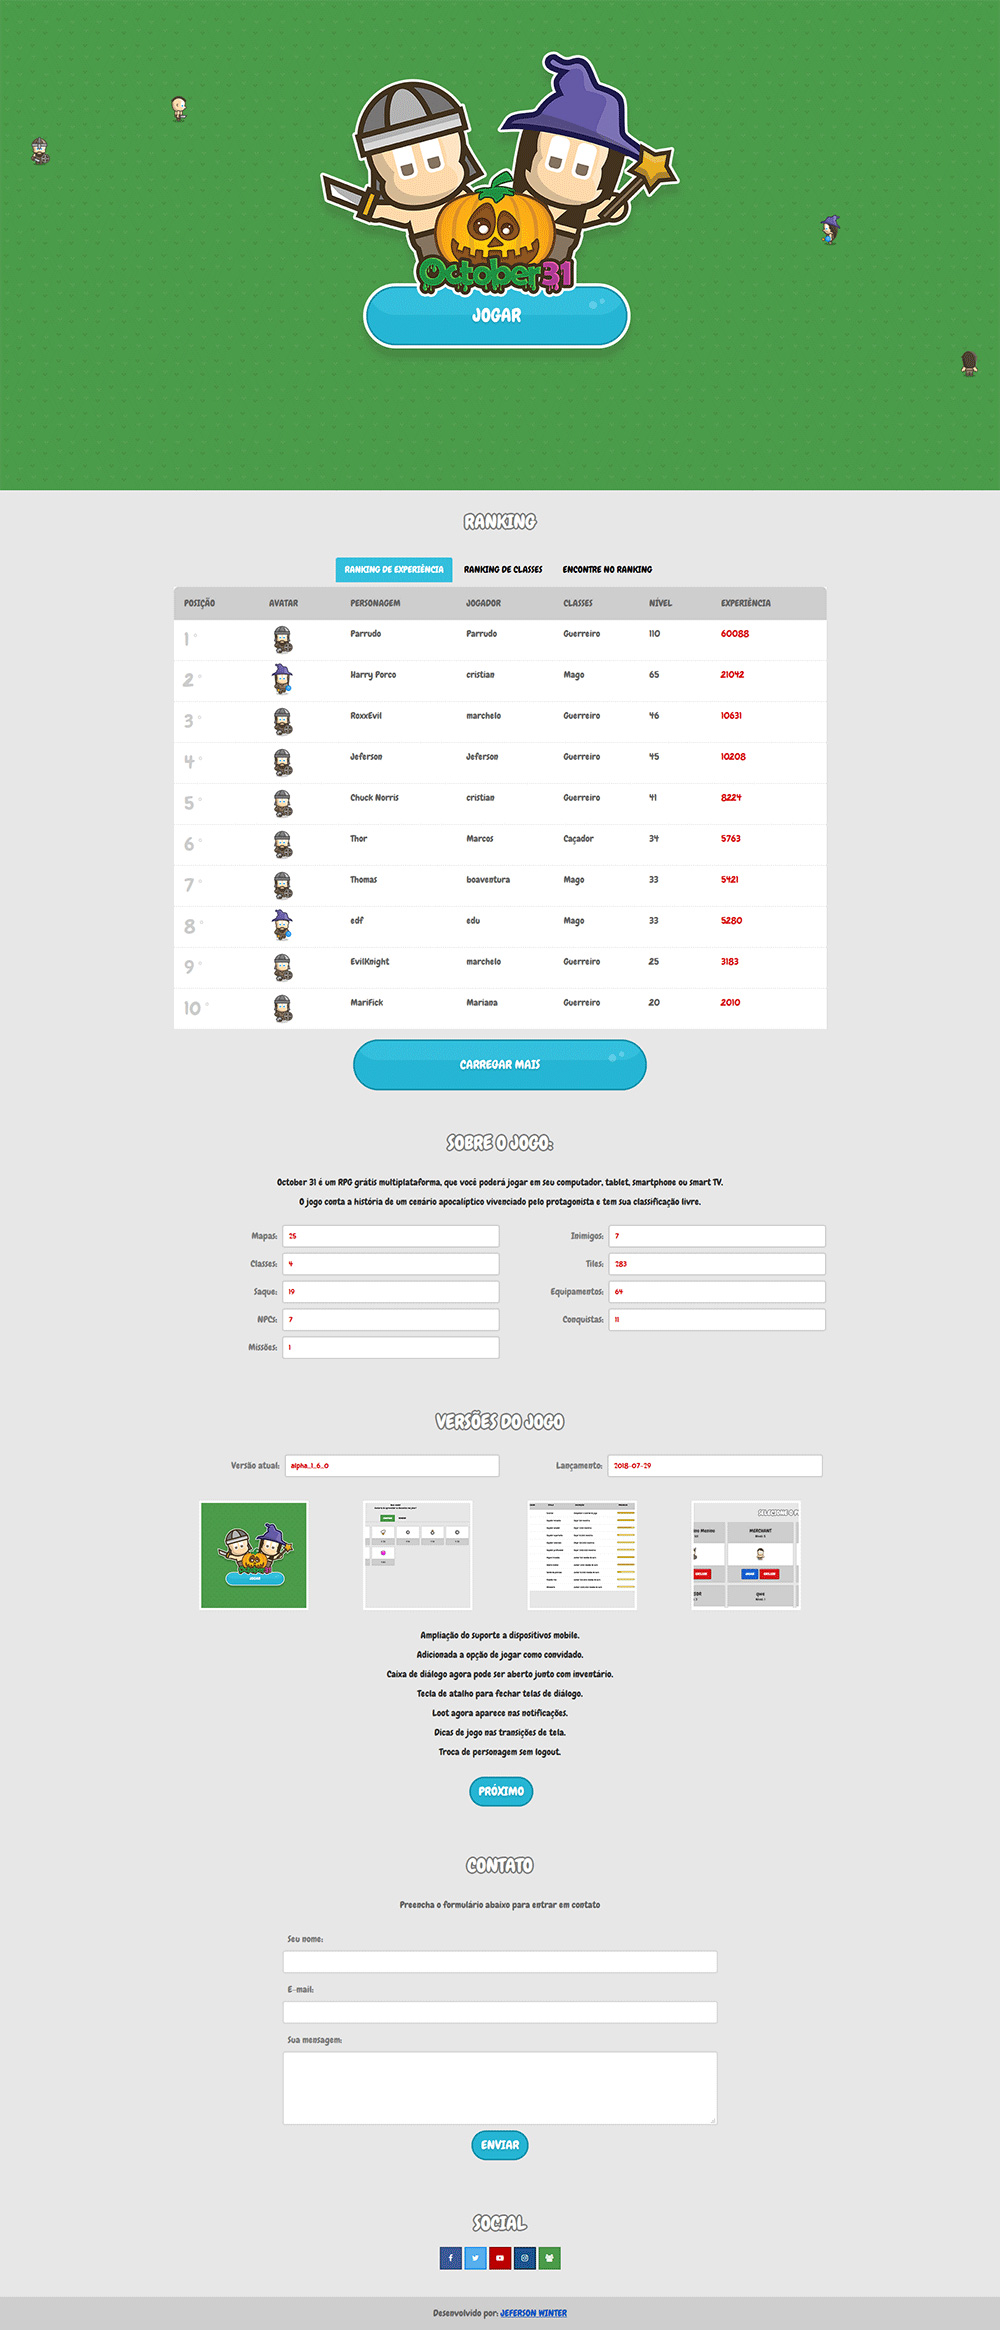 October31
JOGAR
RANKING
RANKING DE EXPERIÊNCIA RANKING DE CLASSES ENCONTRE NO RANKING
POSIÇÃO AVATAR PERSONAGEM JOGADOR CLASSES NÍVEL EXPERIÊNCIA
1° Parrudo Parrudo Guerreiro 110 60088
2° Harry Porco cristian Mago 65 21042
3° RoxxEvil marchelo Guerreiro 46 10631
4° Jeferson Jeferson Guerreiro 45 10208
5° Chuck Norris cristian Guerreiro 41 8224
6° Thor Marcos Caçador 34 5763
7° Thomas boaventura Mago 33 5421
8° edf edu Mago 33 5280
9° EvilKnight marchelo Guerreiro 25 3183
10° Marifick Mariana Guerreiro 20 2010
CARREGAR MAIS
SOBRE O JOGO:
October 31 é um RPG grátis multiplataforma, que você poderá jogar em seu computador, tablet, smartphone ou smart TV.
O jogo conta a história de um cenário apocalíptico vivenciado pelo protagonista e tem sua classificação livre.
Mapas: 25 Inimigos: 7
Classes: 4 Tiles: 283
Saque: 19 Equipamentos: 64
NPCs: 7 Conquistas: 11
Missões: 1
VERSÕES DO JOGO
Versão atual: alpha_1_6_0 Lançamento: 2018-07-29
SELECIONE O P
MERCHANT
Ampliação do suporte a dispositivos mobile.
Adicionada a opção de jogar como convidado.
Caixa de diálogo agora pode ser aberto junto com inventário.
Tecla de atalho para fechar telas de diálogo.
Loot agora aparece nas notificações.
Dicas de jogo nas transições de tela.
Troca de personagem sem logout.
PRÓXIMO
CONTATO
Preencha o formulário abaixo para entrar em contato
Seu nome:
E-mail:
Sua mensagem:
ENVIAR
SOCIAL
Desenvolvido por: JEFERSON WINTER